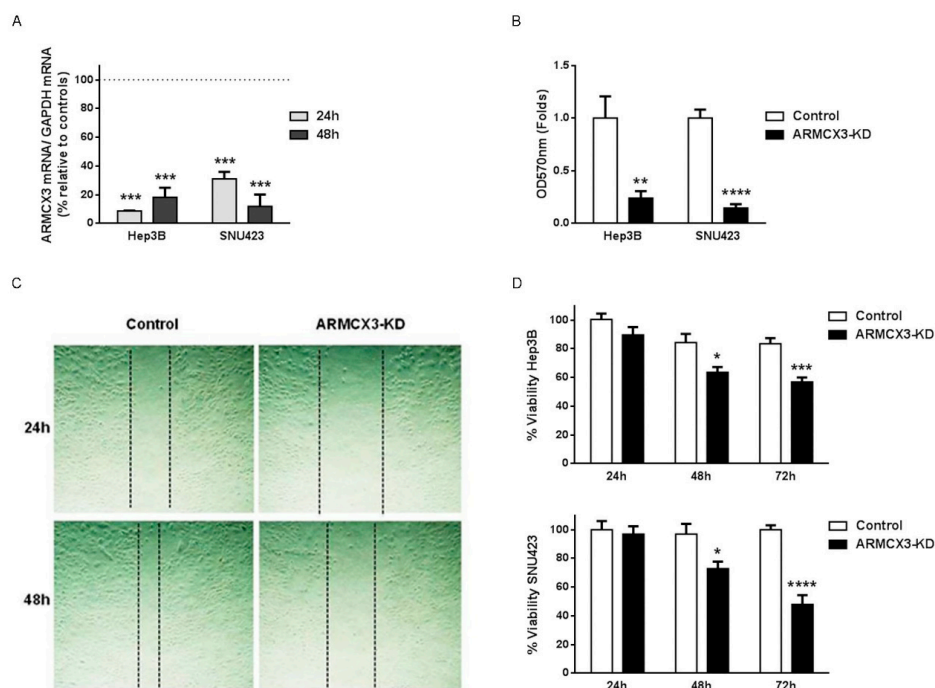 A
ARMCX3 mRNA/ GAPDH mRNA
(% relative to controls)
100
80
60
40
20
0
***
***
***
***
Hep3B
SNU423
24h
48h
B
OD570nm (Folds)
1.5
1.0
0.5
0.0
**
****
Hep3B
SNU423
Control
ARMCX3-KD
C
Control
ARMCX3-KD
24h
48h
D
% Viability Hep3B
100
80
60
40
20
0
*
***
24h
48h
72h
Control
ARMCX3-KD
% Viability SNU423
100
80
60
40
20
0
*
****
24h
48h
72h
Control
ARMCX3-KD